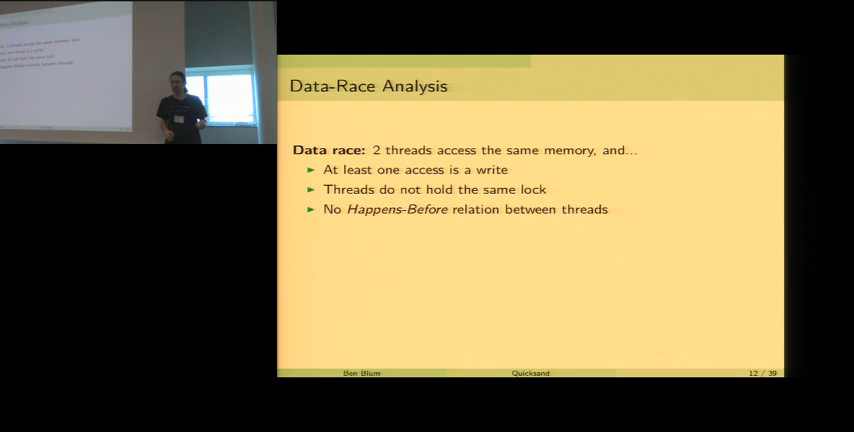 Data-Race Analysis
Data race: 2 threads access the same memory, and...
► At least one access is a write
► Threads do not hold the same lock
► No Happens-Before relation between threads
Ben Blum Quicksand 12 / 39